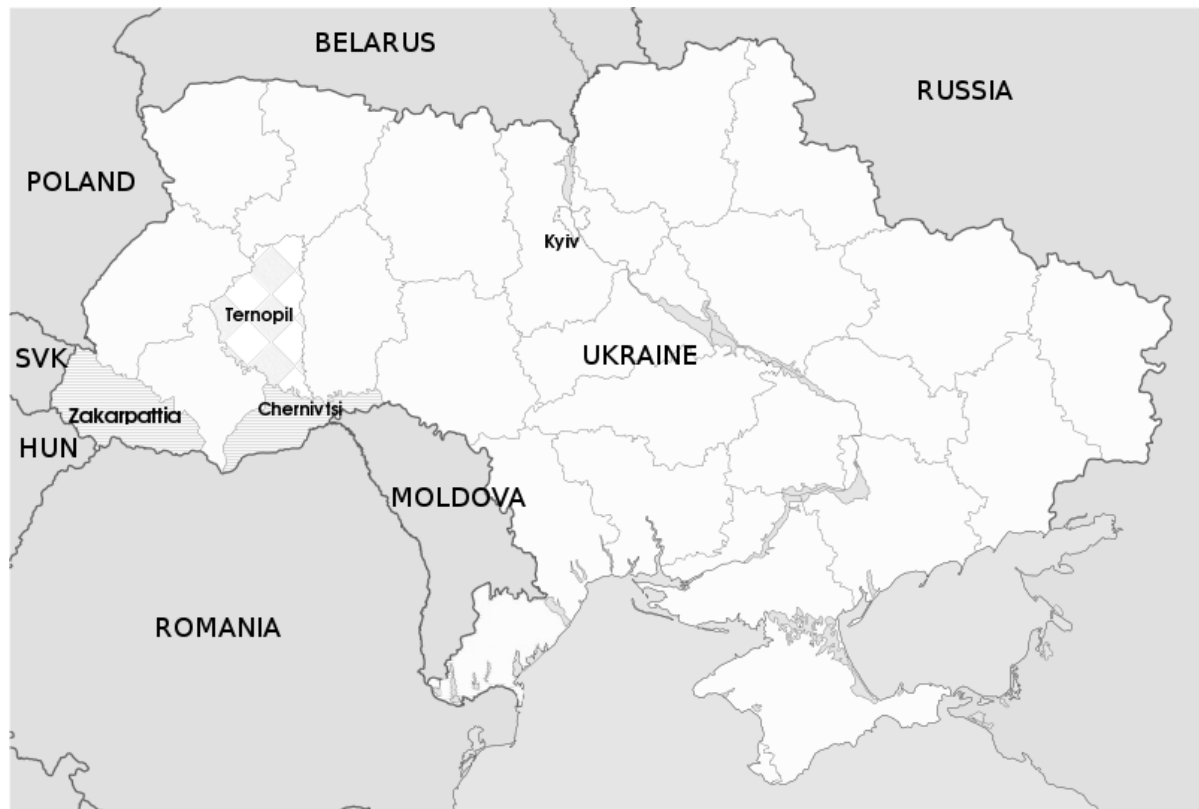 BELARUS
RUSSIA
POLAND
Kyiv
Ternopil
SVK
UKRAINE
Zakarpattia
Chernivtsi
HUN
MOLDOVA
ROMANIA